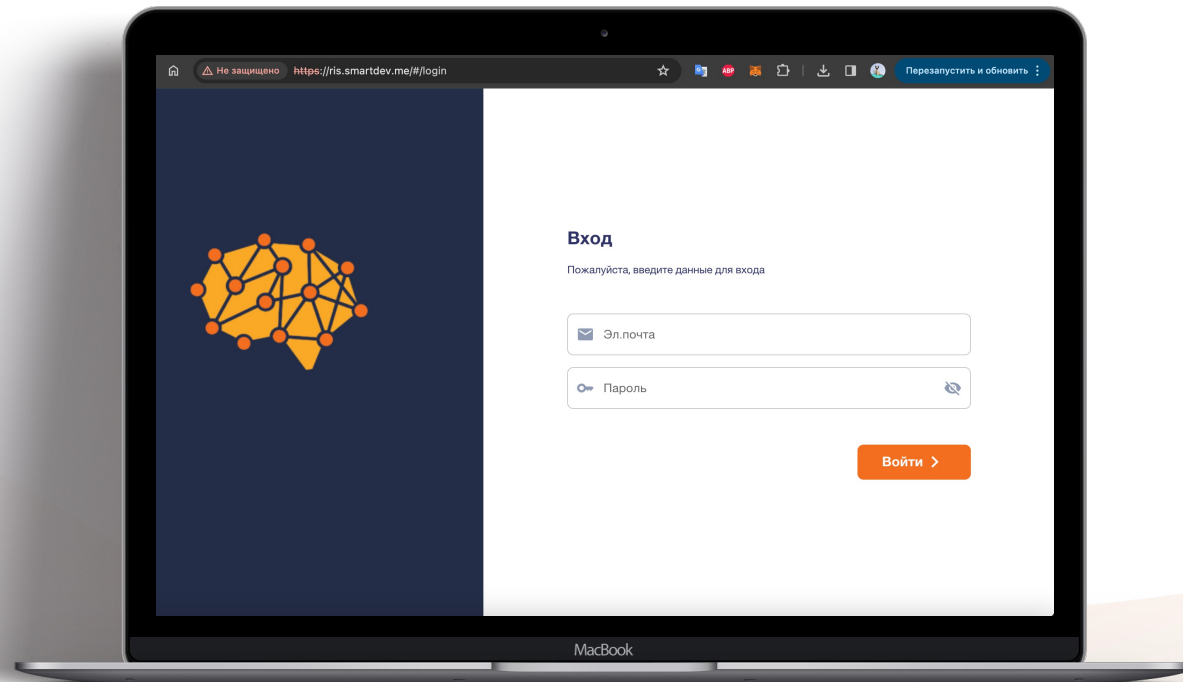 Не защищено https://ris.smartdev.me/#/login
ABP
Перезапустить и обновить
Вход
Пожалуйста, введите данные для входа
Эл.почта
Пароль
Войти
MacBook